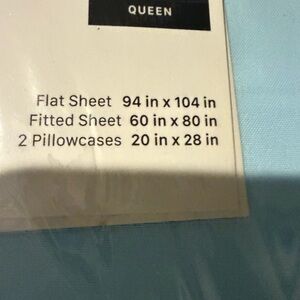 QUEEN
Flat Sheet 94 in x 104 in
Fitted Sheet 60 in x 80 in
2 Pillowcases 20 in x 28 in